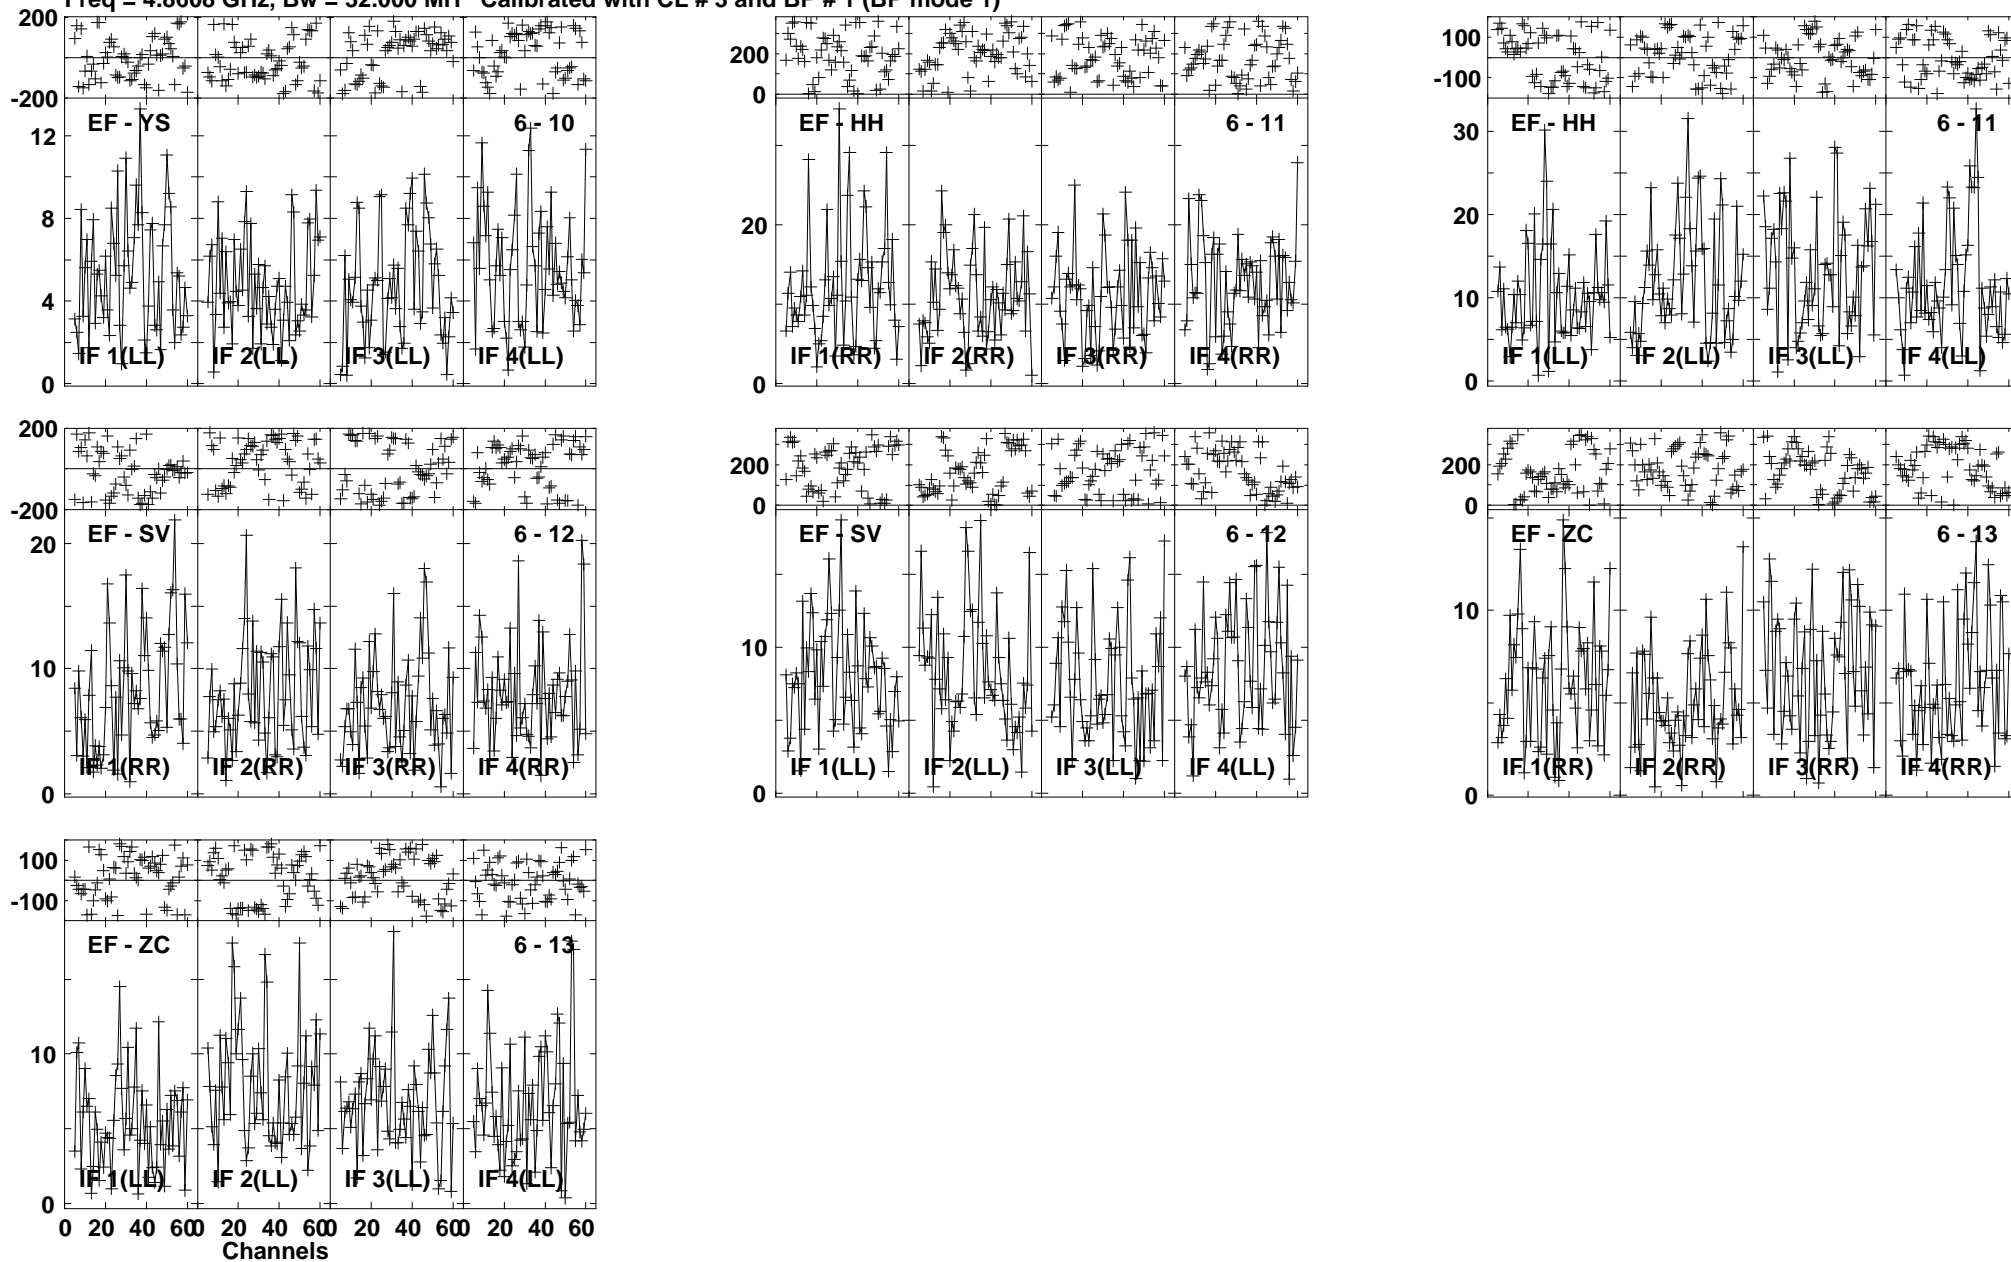 Freq = 4.8608 GHz, Bw = 32.000 MH Calibrated with CL # 3 and BP # 1 (BP mode 1)
200
-200
EF - YS 6 - 10
12
8
4
0
IF 1(LL) IF 2(LL) IF 3(LL) IF 4(LL)
200
0
EF - HH 6 - 11
20
0
IF 1(RR) IF 2(RR) IF 3(RR) IF 4(RR)
100
-100
EF - HH 6 - 11
30
20
10
0
IF 1(LL) IF 2(LL) IF 3(LL) IF 4(LL)
200
-200
EF - SV 6 - 12
20
10
0
IF 1(RR) IF 2(RR) IF 3(RR) IF 4(RR)
200
0
EF - SV 6 - 12
10
0
IF 1(LL) IF 2(LL) IF 3(LL) IF 4(LL)
200
0
EF - ZC 6 - 13
10
0
IF 1(RR) IF 2(RR) IF 3(RR) IF 4(RR)
100
-100
EF - ZC 6 - 13
10
0
IF 1(LL) IF 2(LL) IF 3(LL) IF 4(LL)
0 20 40 60 0 20 40 60 0 20 40 60 0 20 40 60
Channels